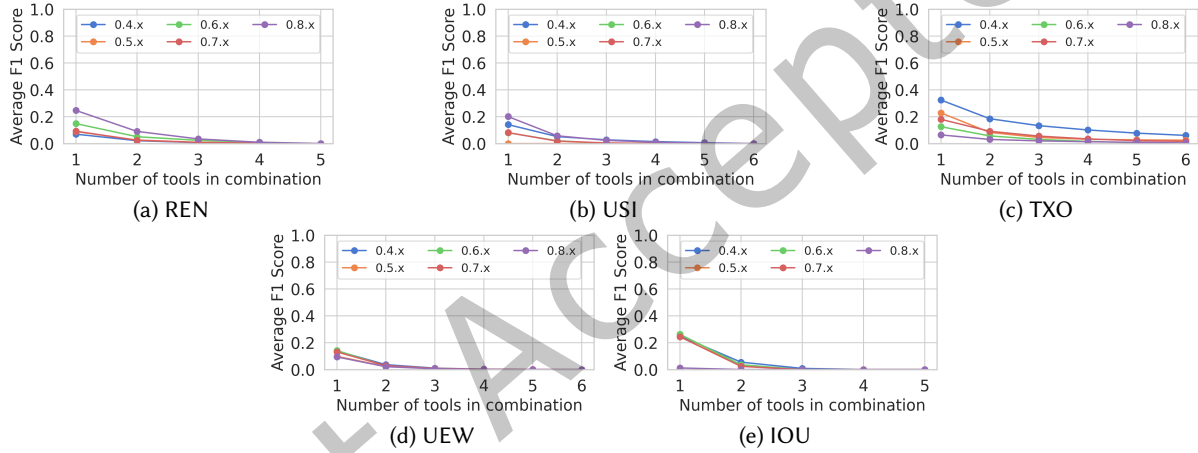 1.0
0.8
0.6
0.4
0.2
0.0
Average F1 Score
0.4.x 0.6.x 0.8.x
0.5.x 0.7.x
1 2 3 4 5
Number of tools in combination
(a) REN
1.0
0.8
0.6
0.4
0.2
0.0
Average F1 Score
0.4.x 0.6.x 0.8.x
0.5.x 0.7.x
1 2 3 4 5 6
Number of tools in combination
(b) USI
1.0
0.8
0.6
0.4
0.2
0.0
Average F1 Score
0.4.x 0.6.x 0.8.x
0.5.x 0.7.x
1 2 3 4 5 6
Number of tools in combination
(c) TXO
1.0
0.8
0.6
0.4
0.2
0.0
Average F1 Score
0.4.x 0.6.x 0.8.x
0.5.x 0.7.x
1 2 3 4 5 6
Number of tools in combination
(d) UEW
1.0
0.8
0.6
0.4
0.2
0.0
Average F1 Score
0.4.x 0.6.x 0.8.x
0.5.x 0.7.x
1 2 3 4 5
Number of tools in combination
(e) IOU
t Accepte